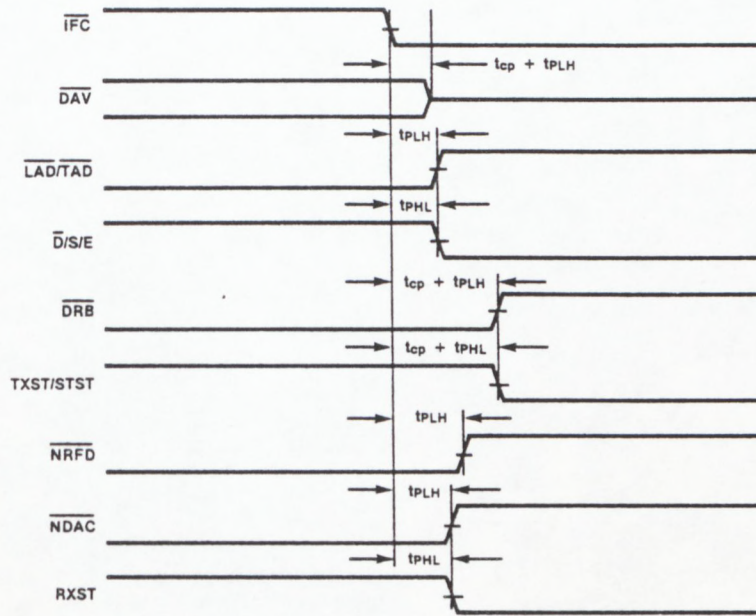 IFC
tcp + tPLH
DAV
tPLH
LAD/TAD
tPHL
D/S/E
tcp + tPLH
DRB
tcp + tPHL
TXST/STST
tPLH
NRFD
tPLH
NDAC
tPHL
RXST